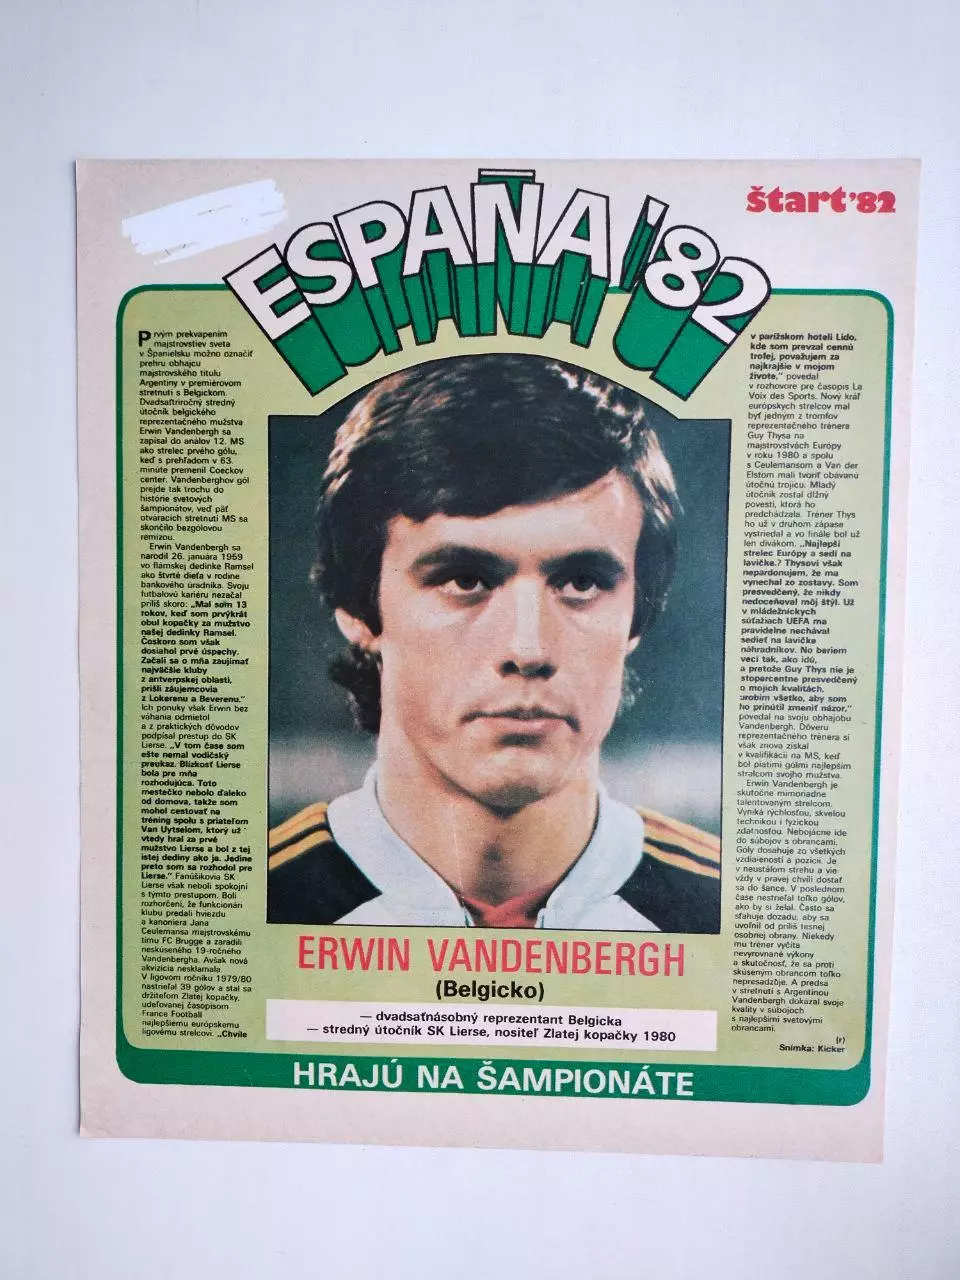 ESPAÑA '82
štart'82
Prvým prekvapením
majstrovstiev sveta
v Španielsku možno označiť
prehru obhajcu
majstrovského titulu
Argentíny v premiérovom
stretnutí s Belgickom.
Dvadsaťtriročný stredný
útočník belgického
reprezentačného mužstva
Erwin Vandenbergh sa
zapísal do análov 12. MS
ako strelec prvého gólu,
keď s prehľadom v 63.
minúte premenil Coeckov
center. Vandenberghov gól
prejde tak trochu do
histórie svetových
šampionátov, veď päť
otváracích stretnutí MS sa
skončilo bezgólovou
remízou.
Erwin Vandenbergh sa
narodil 26. januára 1959
vo flámskej dedinke Ramsel
ako štvrté dieťa v rodine
bankového úradníka. Svoju
futbalovú kariéru nezačal
príliš skoro: „Mal som 13
rokov, keď som prvýkrát
obul kopačky za mužstvo
našej dedinky Ramsel.
Čoskoro som však
dosiahol prvé úspechy.
Začali sa o mňa zaujímať
najväčšie kluby
z antverpskej oblasti,
prišli záujemcovia
z Lokerenu a Beverenu."
Ich ponuky však Erwin bez
váhania odmietol
a z praktických dôvodov
podpísal prestup do SK
Lierse. „V tom čase som
ešte nemal vodičský
preukaz. Blízkosť Lierse
bola pre mňa
rozhodujúca. Toto
mestečko nebolo ďaleko
od domova, takže som
mohol cestovať na
tréning spolu s priateľom
Van Uytselom, ktorý už
vtedy hral za prvé
mužstvo Lierse a bol z tej
istej dediny ako ja. Jedine
preto som sa rozhodol pre
Lierse." Fanúšikovia SK
Lierse však neboli spokojní
s týmto prestupom. Boli
rozhorčení, že funkcionári
klubu predali hviezdu
a kanoniera Jana
Ceulemansa majstrovskému
tímu FC Brugge a zaradili
neskúseného 19-ročného
Vandenbergha. Avšak nová
akvizícia nesklamala.
V ligovom ročníku 1979/80
nastrieľal 39 gólov a stal sa
držiteľom Zlatej kopačky,
udeľovanej časopisom
France Football
najlepšiemu európskemu
ligovému strelcovi. „Chvíle
v parížskom hoteli Lido,
kde som prevzal cennú
trofej, považujem za
najkrajšie v mojom
živote," povedal
v rozhovore pre časopis La
Voix des Sports. Nový kráľ
európskych strelcov mal
byť jedným z tromfov
reprezentačného trénera
Guy Thysa na
majstrovstvách Európy
v roku 1980 a spolu
s Ceulemansom a Van der
Elstom mali tvoriť obávanú
útočnú trojicu. Mladý
útočník zostal dlžný
povesti, ktorá ho
predchádzala. Tréner Thys
ho už v druhom zápase
vystriedal a vo finále bol už
len divákom. „Najlepší
strelec Európy a sedí na
lavičke.? Thysovi však
nepardonujem, že ma
vynechal zo zostavy. Som
presvedčený, že nikdy
nedoceňoval môj štýl. Už
v mládežníckych
súťažiach UEFA ma
pravidelne nechával
sedieť na lavičke
náhradníkov. No beriem
veci tak, ako idú,
a pretože Guy Thys nie je
stopercentne presvedčený
o mojich kvalitách,
urobím všetko, aby som
ho prinútil zmeniť názor,"
povedal na svoju obhajobu
Vandenbergh. Dôveru
reprezentačného trénera si
však znova získal
v kvalifikácii na MS, keď
bol piatimi gólmi najlepším
strelcom svojho mužstva.
Erwin Vandenbergh je
skutočne mimoriadne
talentovaným strelcom.
Vyniká rýchlosťou, skvelou
technikou i fyzickou
zdatnosťou. Nebojácne ide
do súbojov s obrancami.
Góly dosahuje zo všetkých
vzdialeností a pozícií. Je
v neustálom strehu a vie
vždy v pravej chvíli dostať
sa do šance. V poslednom
čase nestrieľal toľko gólov,
ako by si želal. Často sa
sťahuje dozadu, aby sa
uvoľnil od príliš tesnej
osobnej obrany. Niekedy
mu tréner vyčíta
nevyrovnané výkony
a skutočnosť, že sa proti
skúseným obrancom toľko
nepresadzuje. A predsa
v stretnutí s Argentínou
Vandenbergh dokázal svoje
kvality v súbojoch
s najlepšími svetovými
obrancami.
(r)
Snímka: Kicker
ERWIN VANDENBERGH
(Belgicko)
— dvadsaťnásobný reprezentant Belgicka
— stredný útočník SK Lierse, nositeľ Zlatej kopačky 1980
HRAJÚ NA ŠAMPIONÁTE